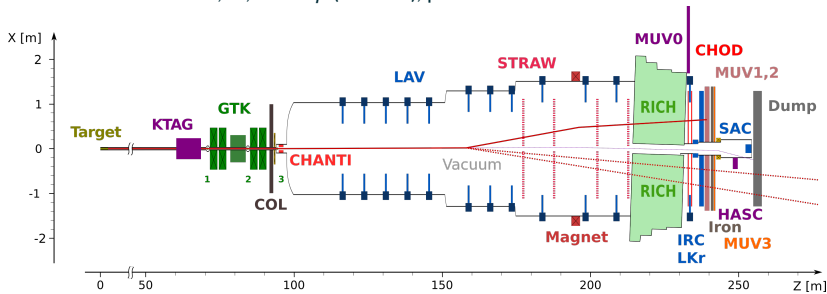 X [m]
MUV0
CHOD
STRAW
LAV
MUV1,2
GTK
KTAG
Target
RICH
SAC
Dump
CHANTI
Vacuum
1
2
3
COL
RICH
HASC
Iron
Magnet
IRC
MUV3
LKr
2
1
0
-1
-2
0
50
100
150
200
250
Z [m]